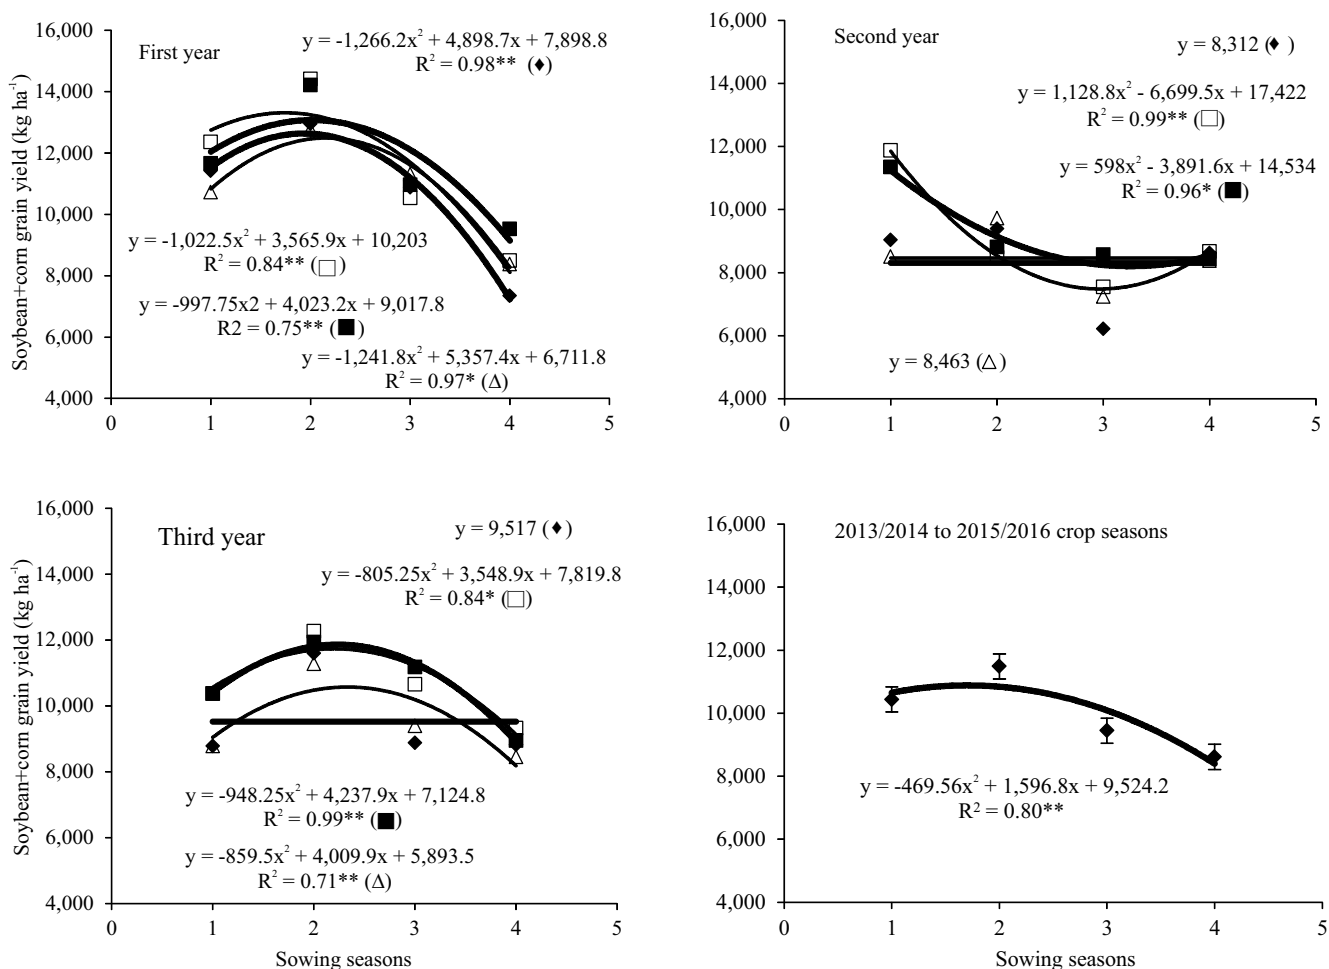 Soybean+corn grain yield (kg ha⁻¹)
16,000
14,000
12,000
10,000
8,000
6,000
4,000
0 1 2 3 4 5
First year
y = -1,266.2x² + 4,898.7x + 7,898.8
R² = 0.98** (♦)
y = -1,022.5x² + 3,565.9x + 10,203
R² = 0.84** (□)
y = -997.75x2 + 4,023.2x + 9,017.8
R2 = 0.75** (■)
y = -1,241.8x² + 5,357.4x + 6,711.8
R² = 0.97* (Δ)
16,000
14,000
12,000
10,000
8,000
6,000
4,000
0 1 2 3 4 5
Second year
y = 8,312 (♦)
y = 1,128.8x² - 6,699.5x + 17,422
R² = 0.99** (□)
y = 598x² - 3,891.6x + 14,534
R² = 0.96* (■)
y = 8,463 (△)
Soybean+corn grain yield (kg ha⁻¹)
16,000
14,000
12,000
10,000
8,000
6,000
4,000
0 1 2 3 4 5
Sowing seasons
Third year
y = 9,517 (♦)
y = -805.25x² + 3,548.9x + 7,819.8
R² = 0.84* (□)
y = -948.25x² + 4,237.9x + 7,124.8
R² = 0.99** (■)
y = -859.5x² + 4,009.9x + 5,893.5
R² = 0.71** (Δ)
16,000
14,000
12,000
10,000
8,000
6,000
4,000
0 1 2 3 4 5
Sowing seasons
2013/2014 to 2015/2016 crop seasons
y = -469.56x² + 1,596.8x + 9,524.2
R² = 0.80**